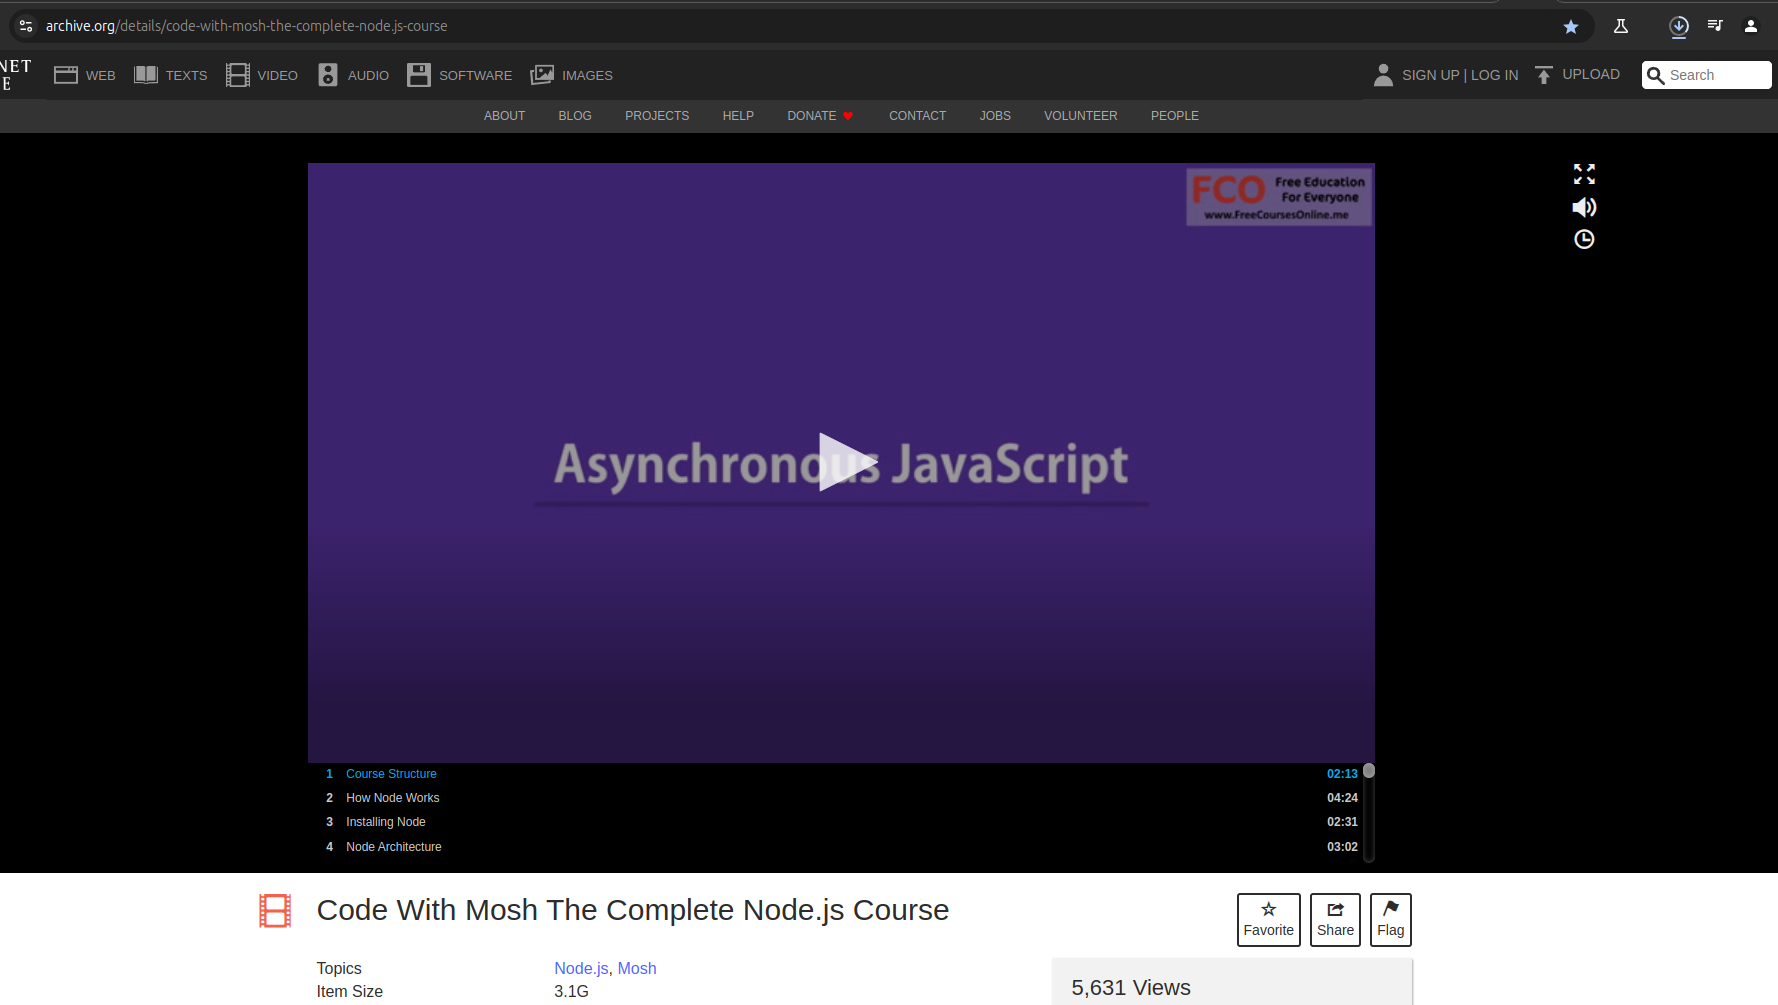 archive.org/details/code-with-mosh-the-complete-node.js-course
NET
E
WEB
TEXTS
VIDEO
AUDIO
SOFTWARE
IMAGES
SIGN UP | LOG IN
UPLOAD
Search
ABOUT
BLOG
PROJECTS
HELP
DONATE
CONTACT
JOBS
VOLUNTEER
PEOPLE
FCO Free Education
For Everyone
www.FreeCoursesOnline.me
Asynchronous JavaScript
1 Course Structure 02:13
2 How Node Works 04:24
3 Installing Node 02:31
4 Node Architecture 03:02
Code With Mosh The Complete Node.js Course
Favorite
Share
Flag
Topics Node.js, Mosh
Item Size 3.1G
5,631 Views